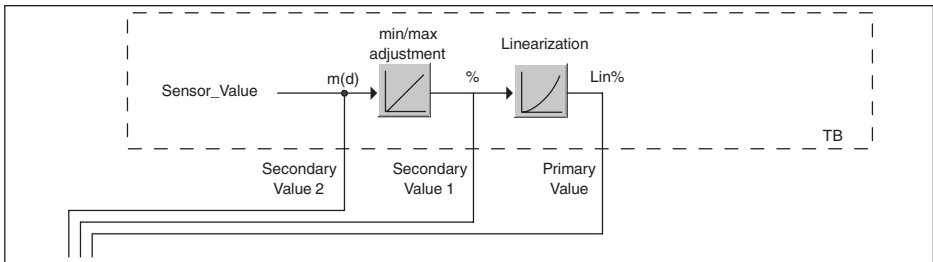 min/max
adjustment
Linearization
Sensor_Value
m(d)
%
Lin%
TB
Secondary
Value 2
Secondary
Value 1
Primary
Value